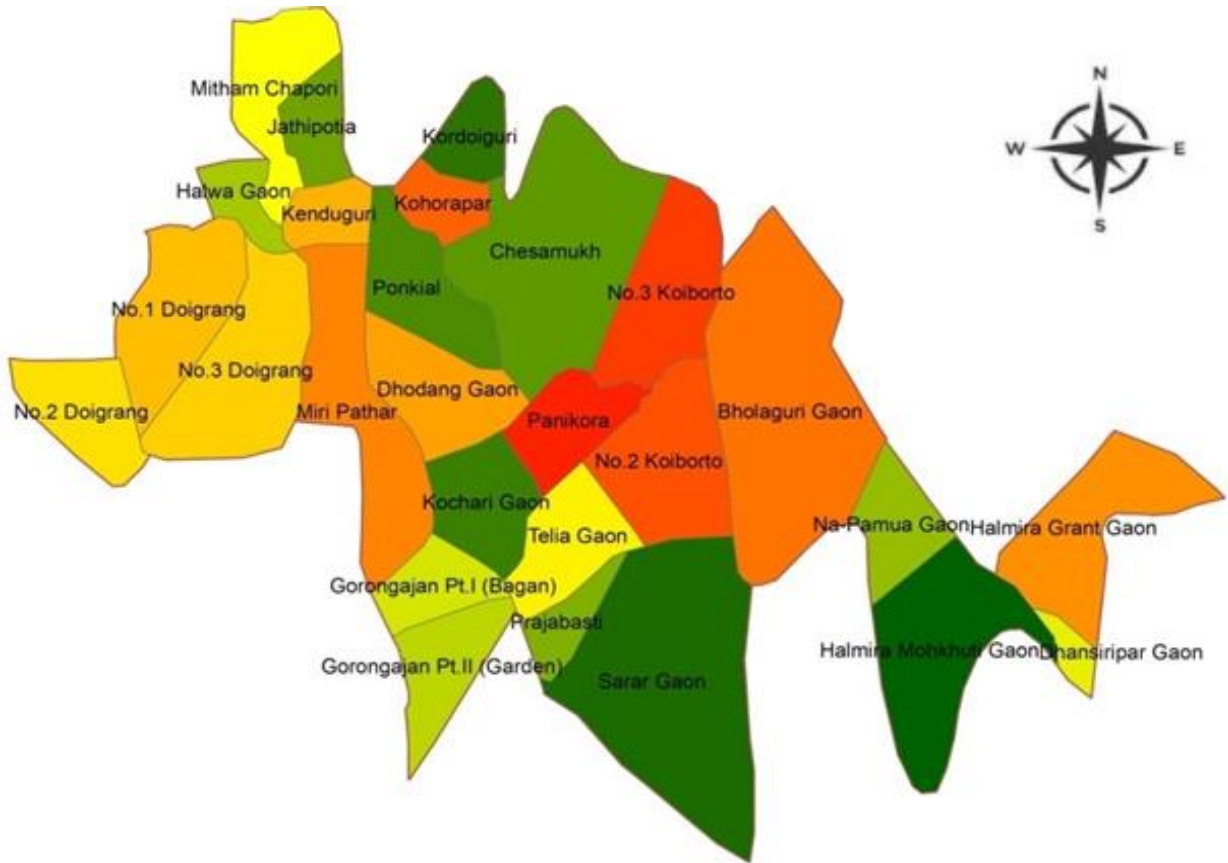 N
Mitham Chapori
Jathipotia
Kordoiguri
W
E
Halwa Gaon
Kenduguri
Kohorapar
S
Chesamukh
Ponkial
No.3 Koiborto
No.1 Doigrang
No.3 Doigrang
Dhodang Gaon
Bholaguri Gaon
No.2 Doigrang
Miri Pathar
Panikora
No.2 Koiborto
Kochari Gaon
Telia Gaon
Na-Pamua Gaon
Halmira Grant Gaon
Gorongajan Pt.I (Bagan)
Prajabasti
Gorongajan Pt.II (Garden)
Sarar Gaon
Halmira Mohkhuti Gaon
Dhansiripar Gaon